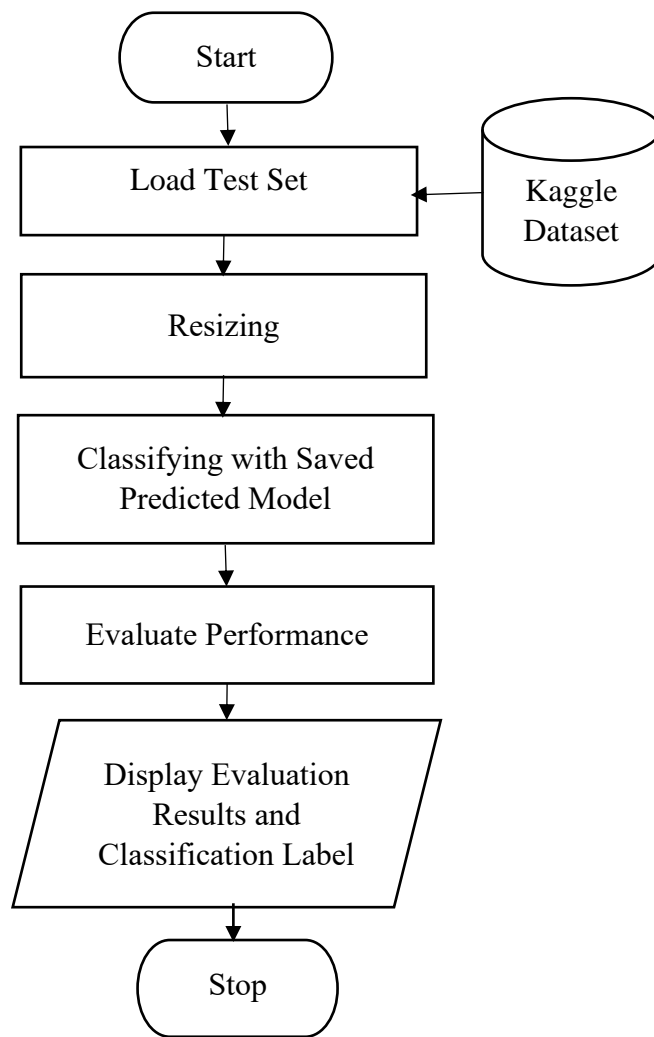 Start
Load Test Set
Kaggle
Dataset
Resizing
Classifying with Saved
Predicted Model
Evaluate Performance
Display Evaluation
Results and
Classification Label
Stop